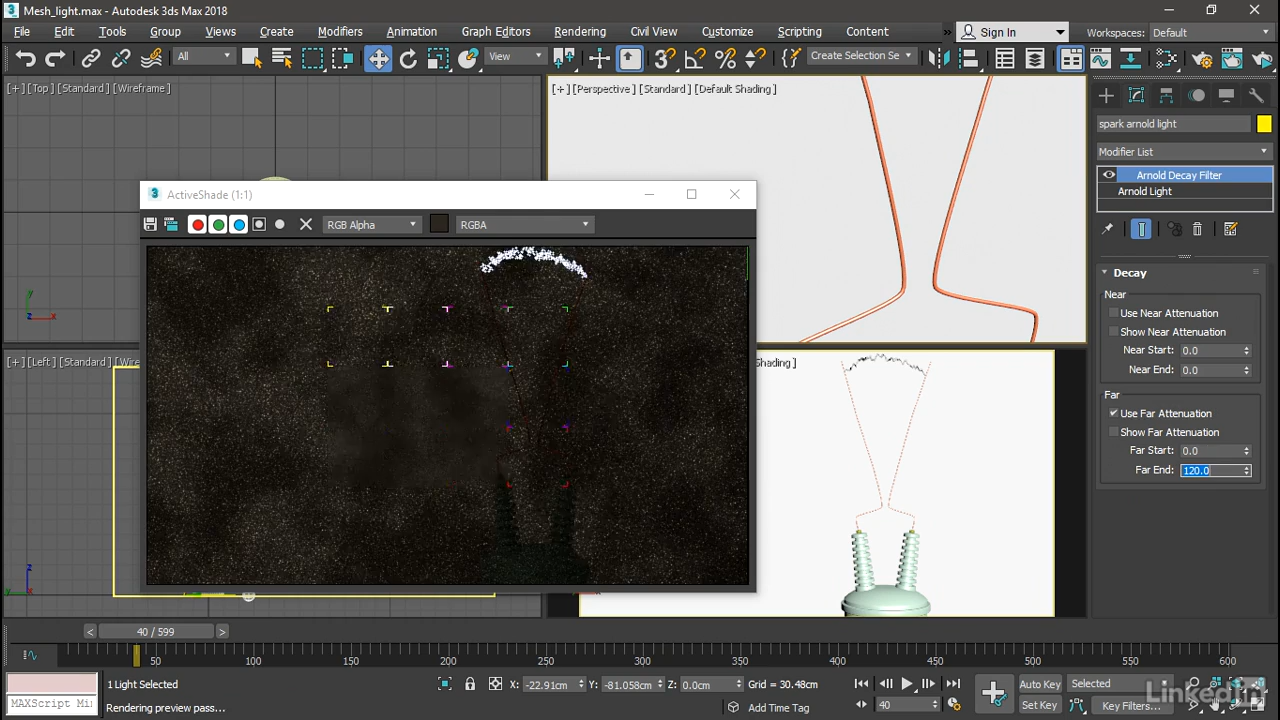 Mesh_light.max - Autodesk 3ds Max 2018
File Edit Tools Group Views Create Modifiers Animation Graph Editors Rendering Civil View Customize Scripting Content » Sign In Workspaces: Default
All View Create Selection Se
[+] [Top] [Standard] [Wireframe]
[+] [Perspective] [Standard] [Default Shading]
spark arnold light
Modifier List
Arnold Decay Filter
Arnold Light
ActiveShade (1:1)
RGB Alpha RGBA
Decay
Near
Use Near Attenuation
Show Near Attenuation
Near Start: 0.0
Near End: 0.0
Far
Use Far Attenuation
Show Far Attenuation
Far Start: 0.0
Far End: 120.0
[+] [Left] [Standard] [Wire
Shading]
y
x
z
y
< 40 / 599 >
50 100 150 200 250 300 350 400 450 500 550 600
1 Light Selected X: -22.91cm Y: -81.058cm Z: 0.0cm Grid = 30.48cm Auto Key Selected
MAXScript Mi Rendering preview pass... Add Time Tag 40 Set Key Key Filters...
LinkedIn